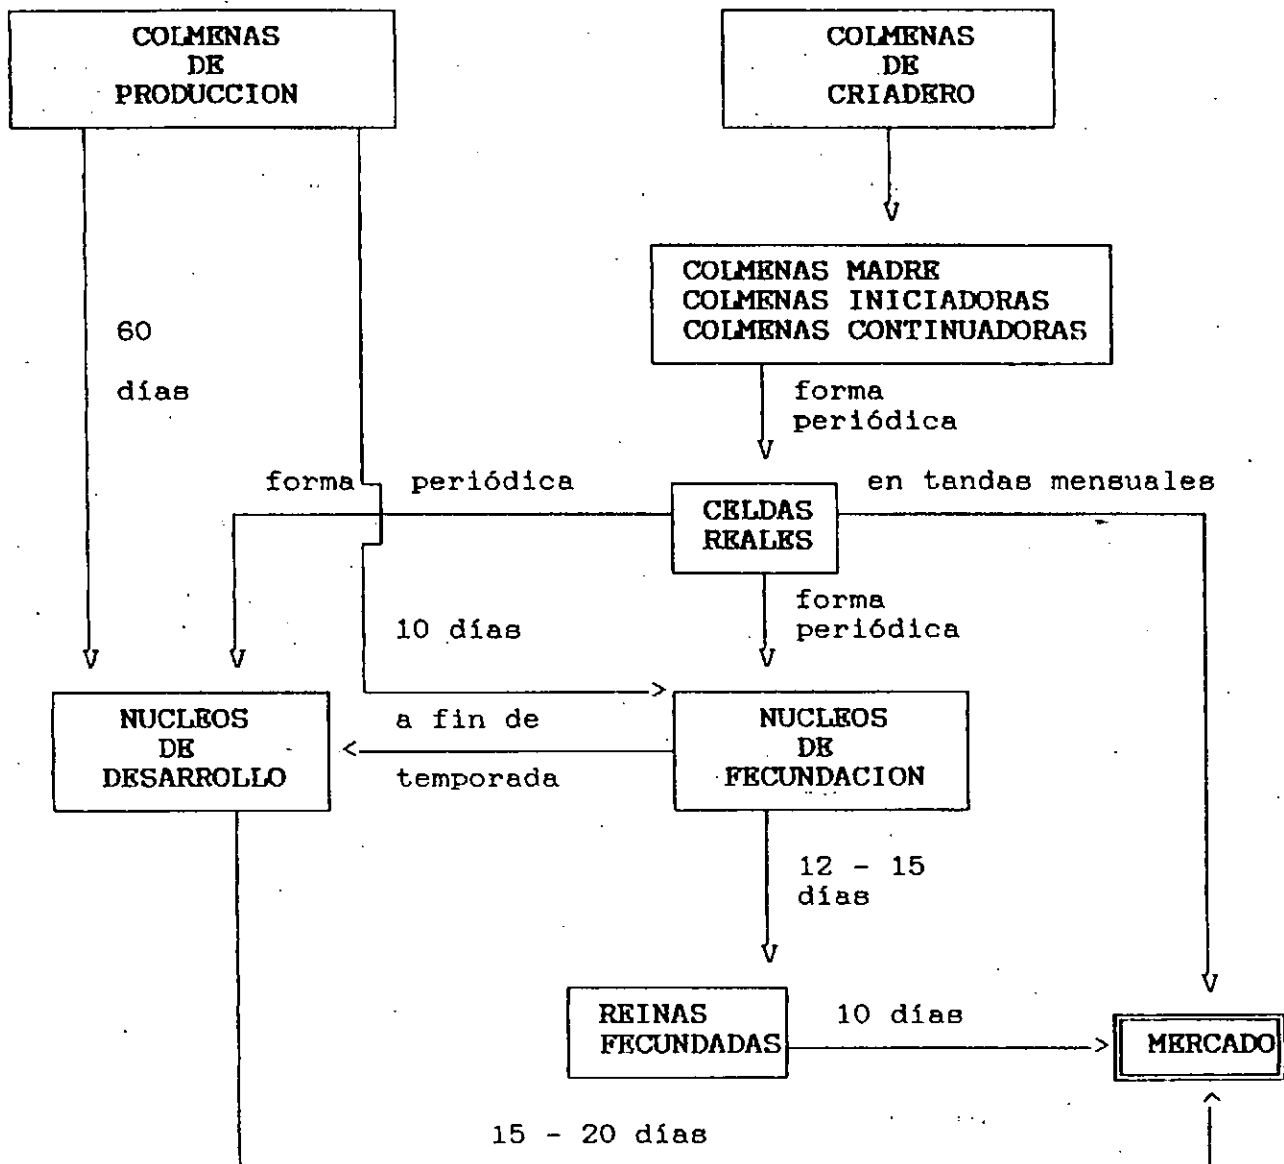 COLMENAS
DE
PRODUCCION
COLMENAS
DE
CRIADERO
COLMENAS MADRE
COLMENAS INICIADORAS
COLMENAS CONTINUADORAS
60
días
forma
periódica
forma periódica
en tandas mensuales
CELDAS
REALES
forma
periódica
10 días
NUCLEOS
DE
DESARROLLO
a fin de
temporada
NUCLEOS
DE
FECUNDACION
12 - 15
días
REINAS
FECUNDADAS
10 días
MERCADO
15 - 20 días